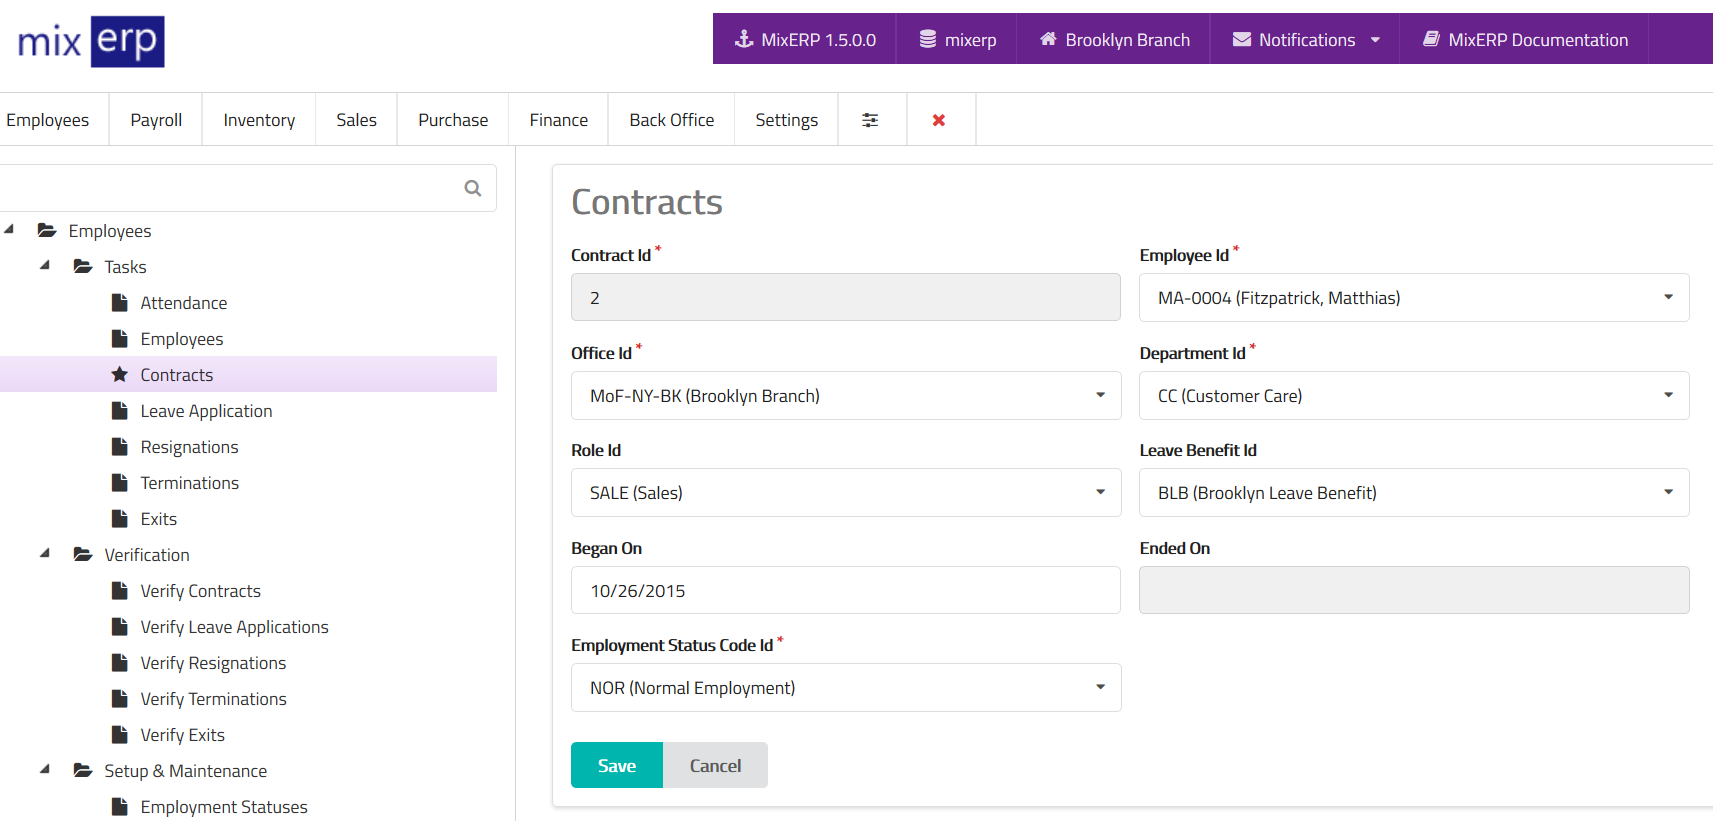 mix erp
MixERP 1.5.0.0 mixerp Brooklyn Branch Notifications MixERP Documentation
Employees Payroll Inventory Sales Purchase Finance Back Office Settings
Employees
Tasks
Attendance
Employees
Contracts
Leave Application
Resignations
Terminations
Exits
Verification
Verify Contracts
Verify Leave Applications
Verify Resignations
Verify Terminations
Verify Exits
Setup & Maintenance
Employment Statuses
Contracts
Contract Id * Employee Id *
2 MA-0004 (Fitzpatrick, Matthias)
Office Id * Department Id *
MoF-NY-BK (Brooklyn Branch) CC (Customer Care)
Role Id Leave Benefit Id
SALE (Sales) BLB (Brooklyn Leave Benefit)
Began On Ended On
10/26/2015
Employment Status Code Id *
NOR (Normal Employment)
Save Cancel